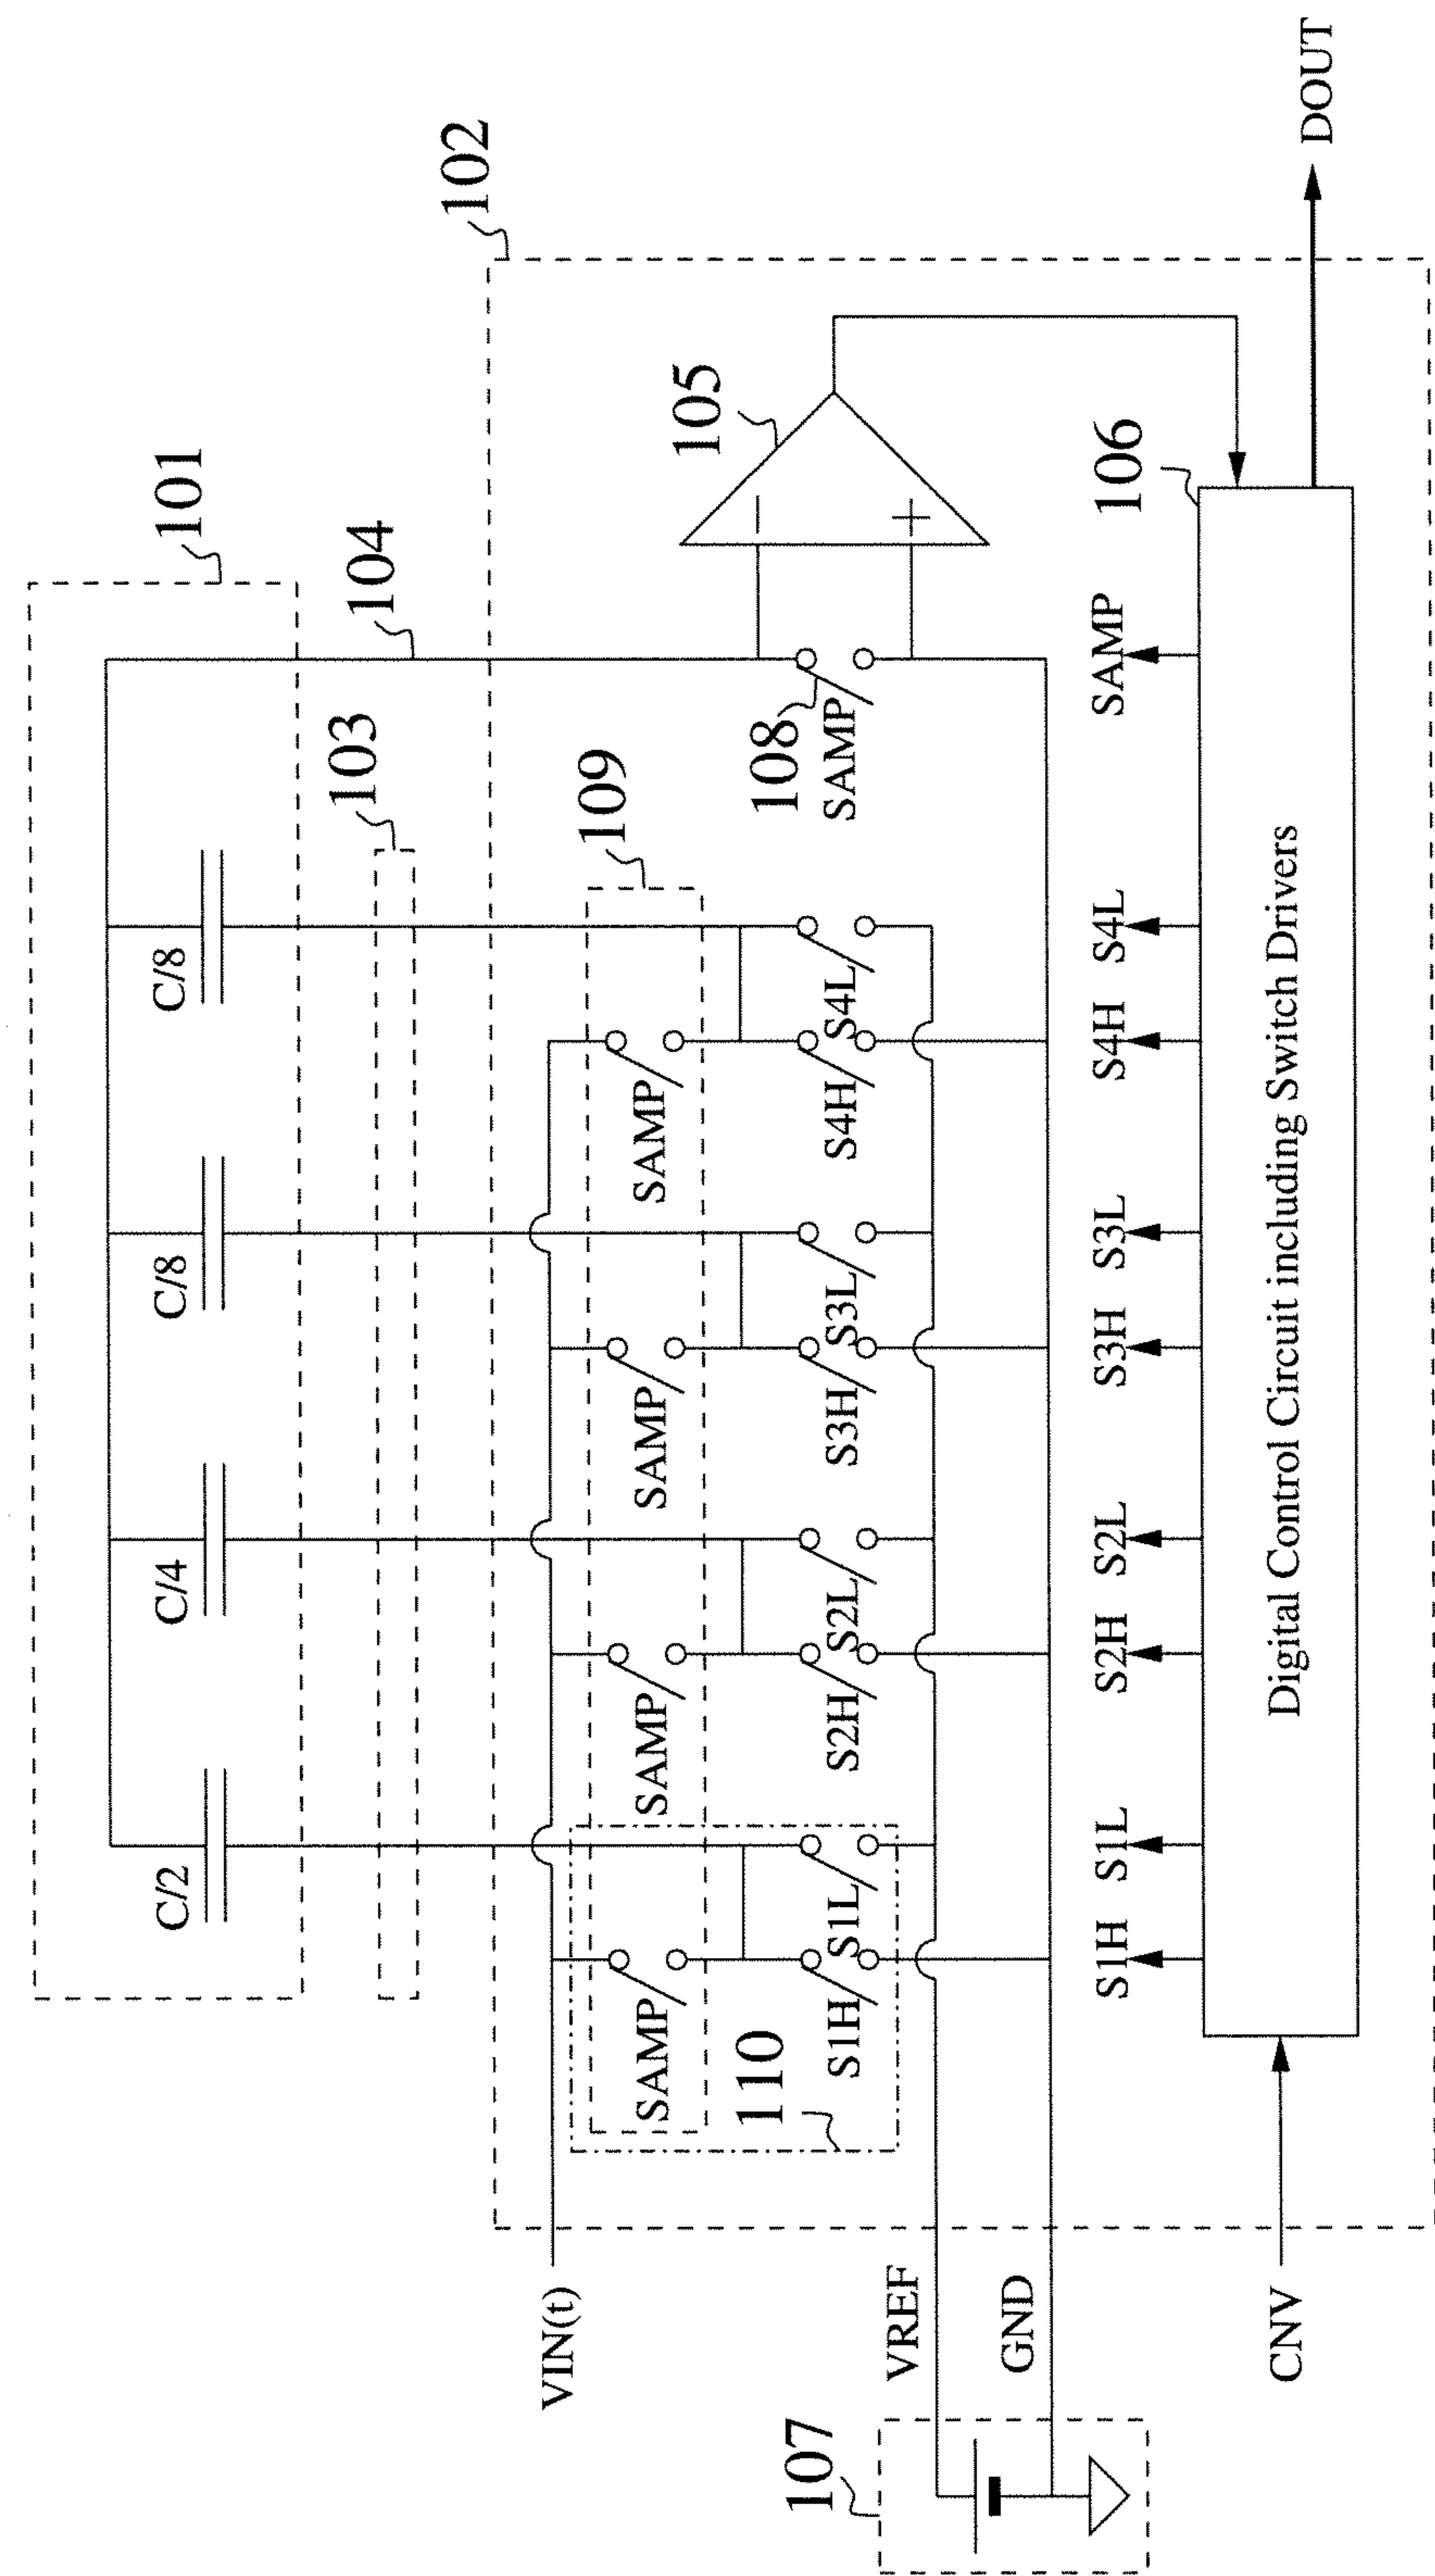 101
C/2
C/4
C/8
C/8
104
103
102
VIN(t)
109
SAMP
SAMP
SAMP
SAMP
105
−
+
108
SAMP
110
S1H
S1L
S2H
S2L
S3H
S3L
S4H
S4L
107
VREF
GND
S1H
S1L
S2H
S2L
S3H
S3L
S4H
S4L
SAMP
106
CNV
Digital Control Circuit including Switch Drivers
DOUT